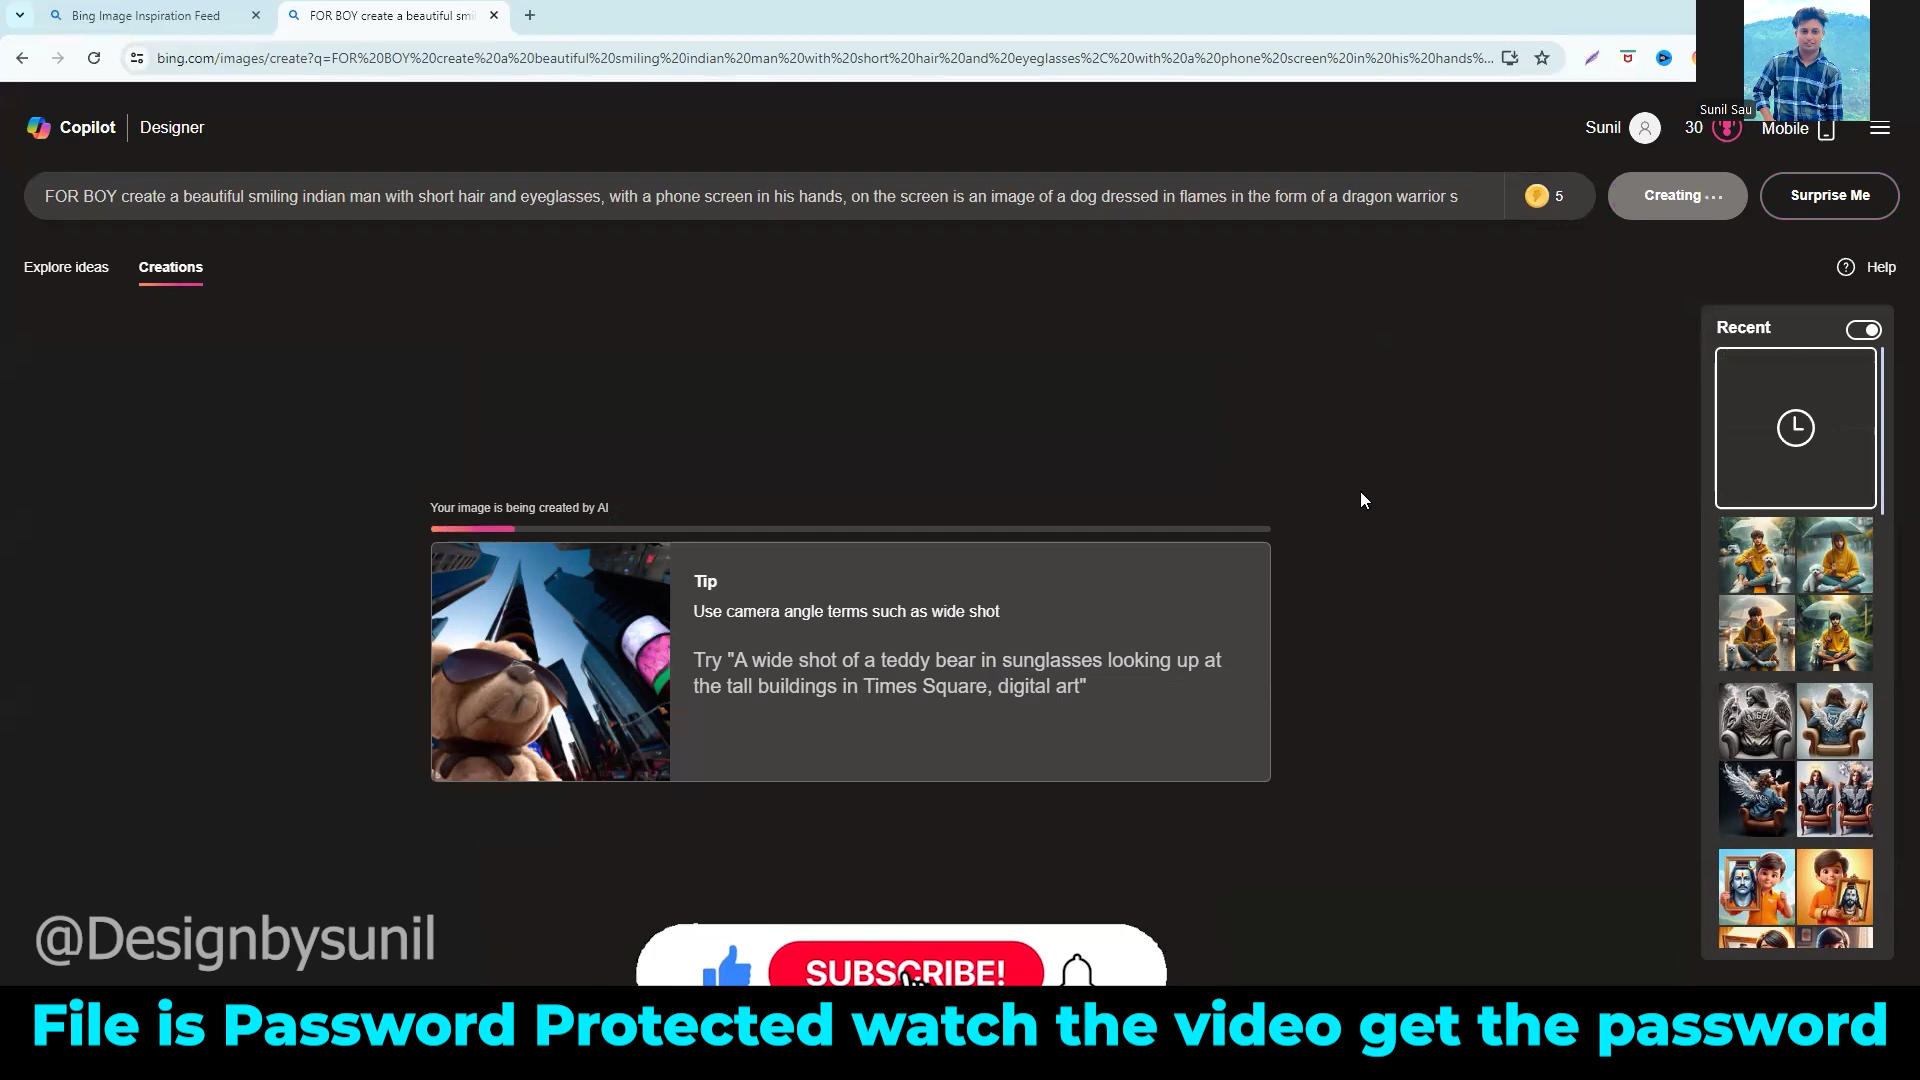 Bing Image Inspiration Feed
FOR BOY create a beautiful smi
bing.com/images/create?q=FOR%20BOY%20create%20a%20beautiful%20smiling%20indian%20man%20with%20short%20hair%20and%20eyeglasses%2C%20with%20a%20phone%20screen%20in%20his%20hands%...
Sunil Sau
Copilot
Designer
Sunil
30
Mobile
FOR BOY create a beautiful smiling indian man with short hair and eyeglasses, with a phone screen in his hands, on the screen is an image of a dog dressed in flames in the form of a dragon warrior s
5
Creating...
Surprise Me
Explore ideas
Creations
Help
Recent
Your image is being created by AI
Tip
Use camera angle terms such as wide shot
Try "A wide shot of a teddy bear in sunglasses looking up at
the tall buildings in Times Square, digital art"
@Designbysunil
SUBSCRIBE!
File is Password Protected watch the video get the password